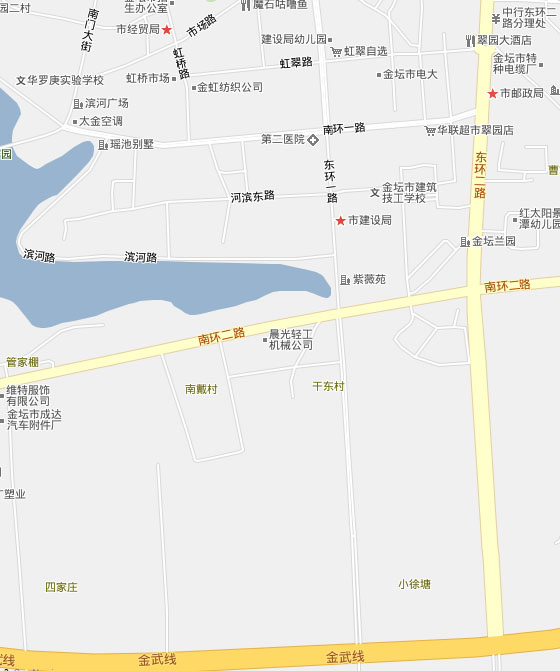 园二村
南门大街
市经贸局
生办公室
虹桥路
市场路
魔石咕噜鱼
建设局幼儿园
虹翠自选
中行东环二
路分理处
翠园大酒店
金坛市特
种电缆厂
华罗庚实验学校
虹桥市场
虹翠路
金坛市电大
金虹纺织公司
市邮政局
滨河广场
太金空调
瑶池别墅
第二医院
南环一路
华联超市翠园店
园
东环一路
东环二路
曹
河滨东路
金坛市建筑
技工学校
市建设局
红太阳景
潭幼儿园
金坛兰园
滨河路
滨河路
紫薇苑
南环二路
南环二路
晨光轻工
机械公司
管家棚
维特服饰
有限公司
南戴村
干东村
金坛市成达
汽车附件厂
塑业
四家庄
小徐塘
线
金武线
金武线